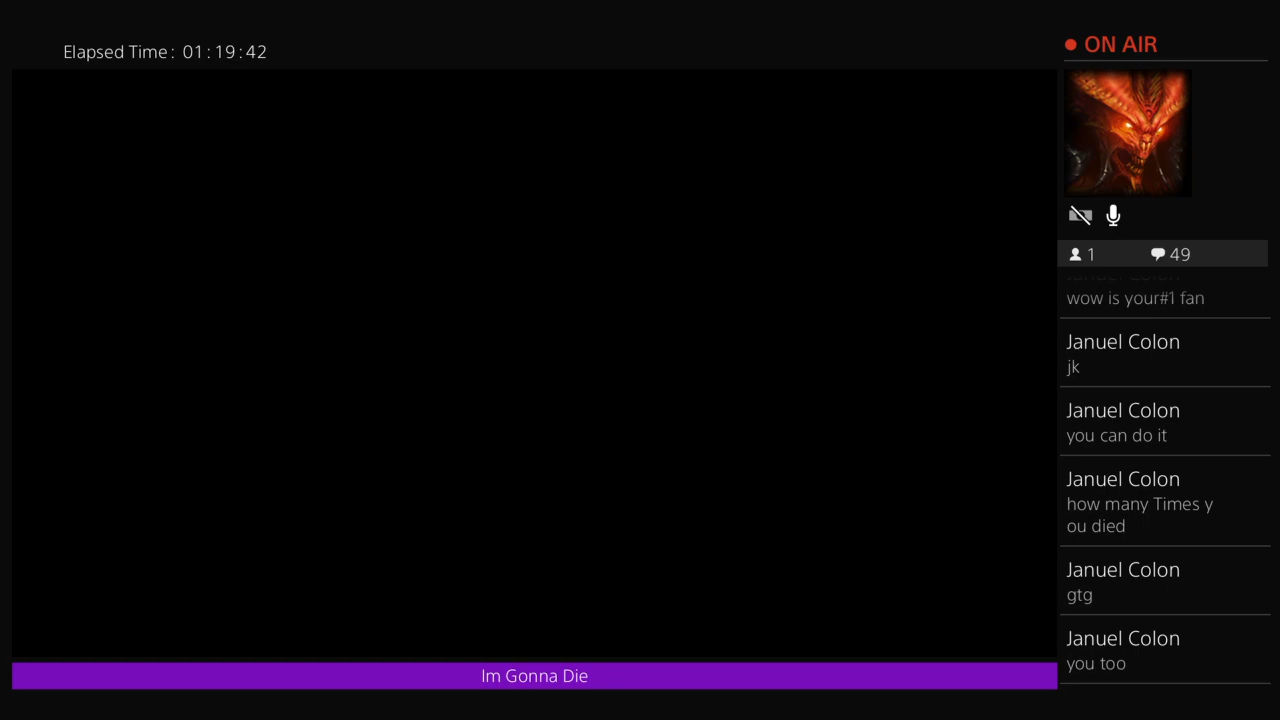 Elapsed Time: 01:19:42
ON AIR
1 49
Januel Colon
wow is your#1 fan
Januel Colon
jk
Januel Colon
you can do it
Januel Colon
how many Times y
ou died
Januel Colon
gtg
Januel Colon
you too
Im Gonna Die